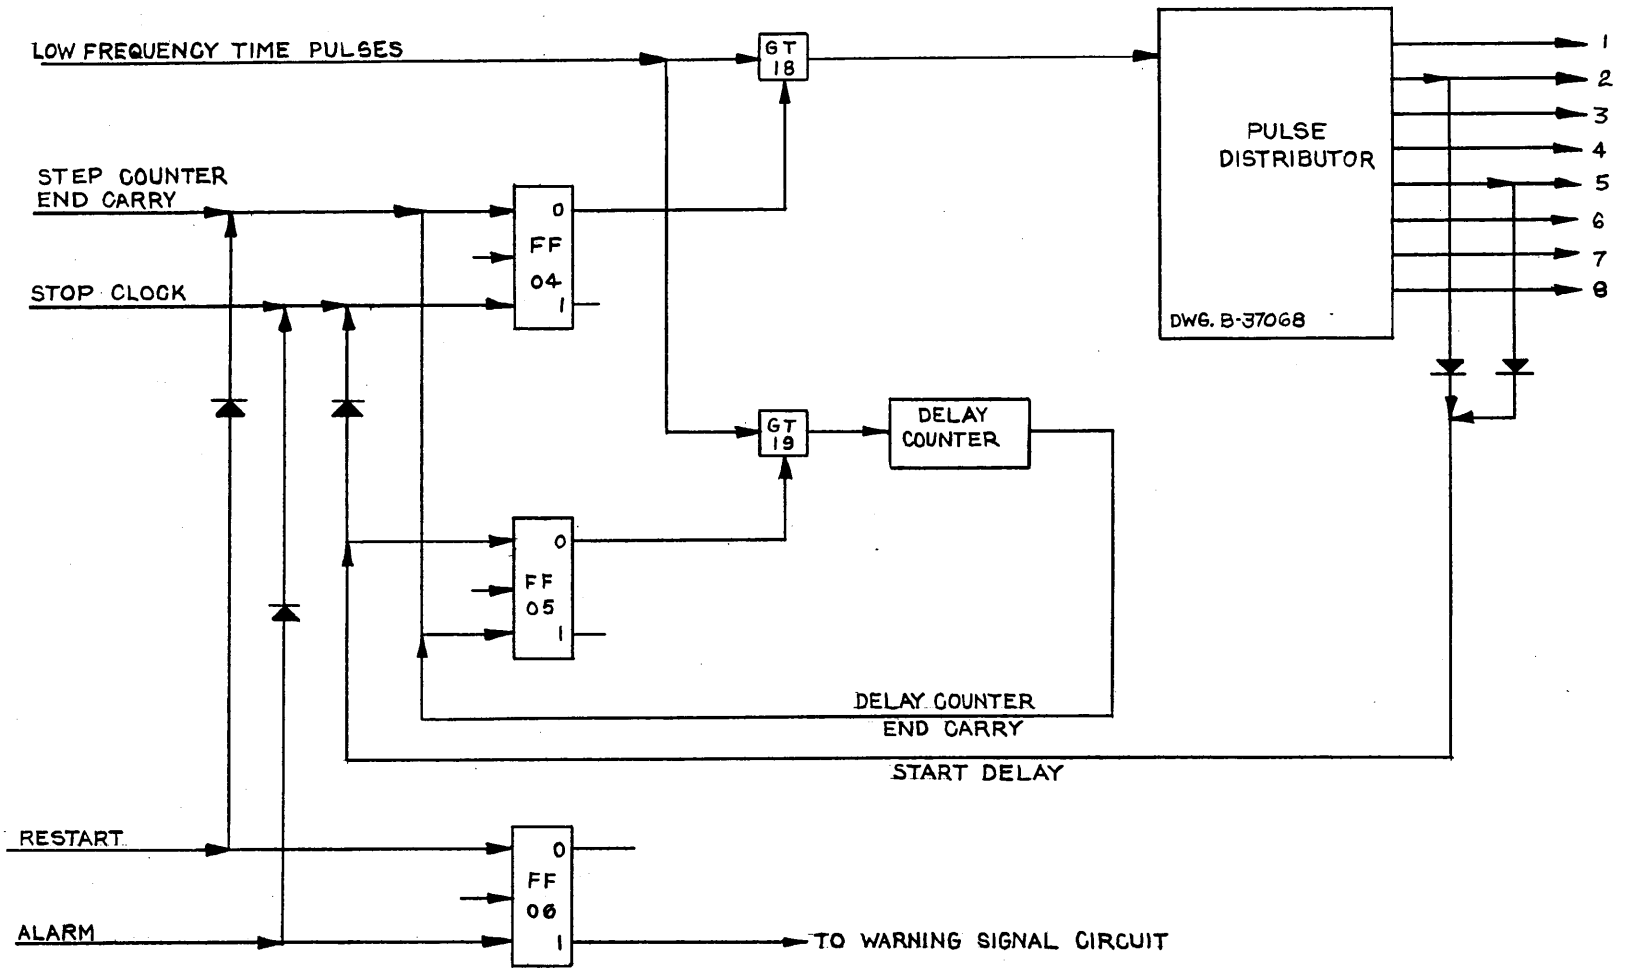 LOW FREQUENCY TIME PULSES
GT
18
1
2
3
4
5
6
7
8
PULSE
DISTRIBUTOR
DWG. B-37068
STEP COUNTER
END CARRY
STOP CLOCK
0
FF
04
1
GT
19
DELAY
COUNTER
0
FF
05
1
DELAY COUNTER
END CARRY
START DELAY
RESTART
ALARM
0
FF
06
1
TO WARNING SIGNAL CIRCUIT